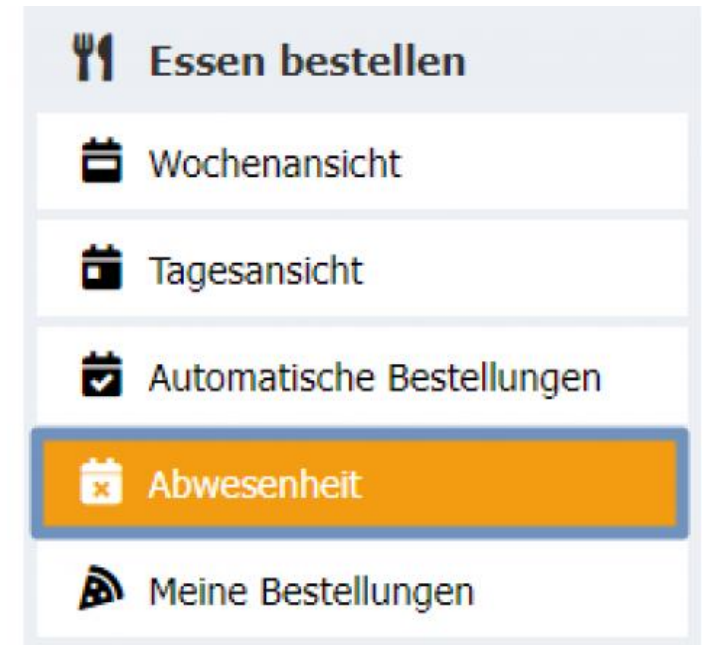 Essen bestellen
Wochenansicht
Tagesansicht
Automatische Bestellungen
Abwesenheit
Meine Bestellungen